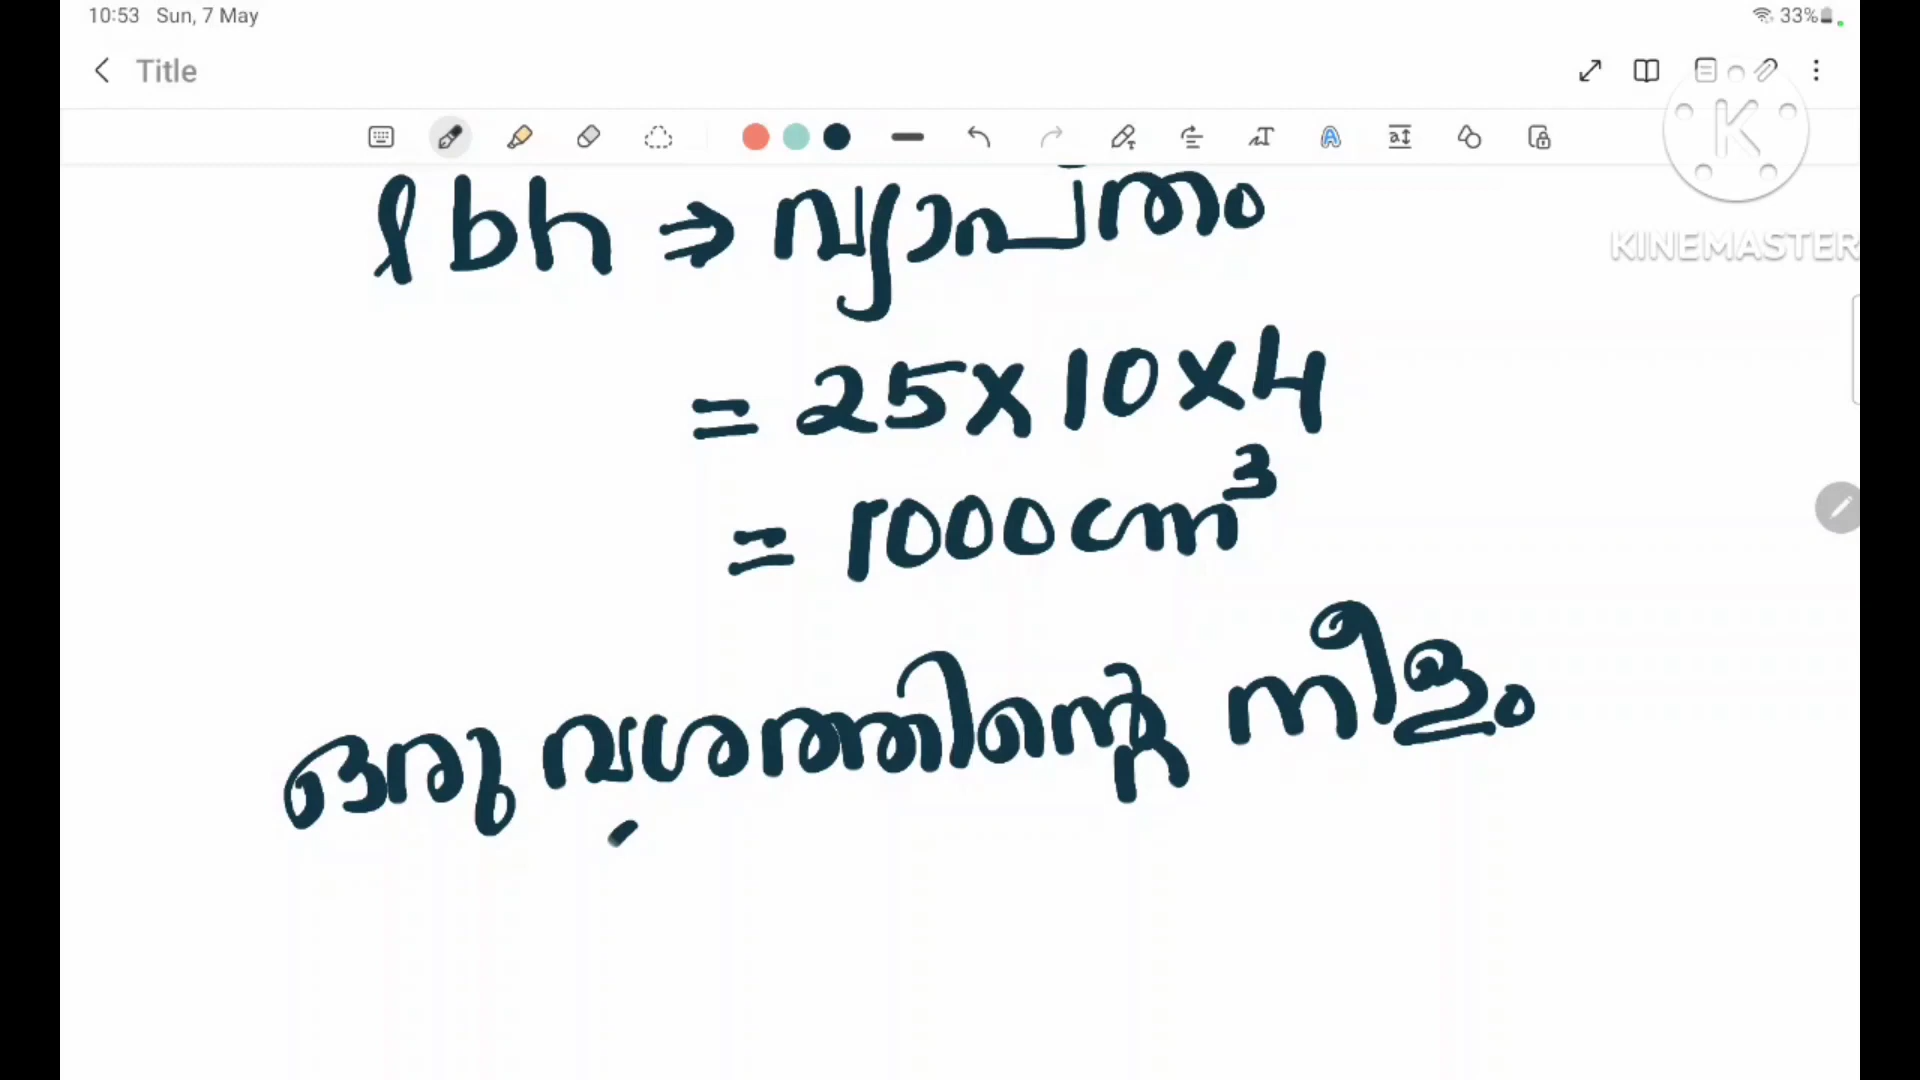 10:53 Sun, 7 May
33%
Title
K
KINEMASTER
lbh ⇒ വ്യാപ്തം
= 25×10×4
= 1000cm³
ഒരു വശത്തിന്റെ നീളം